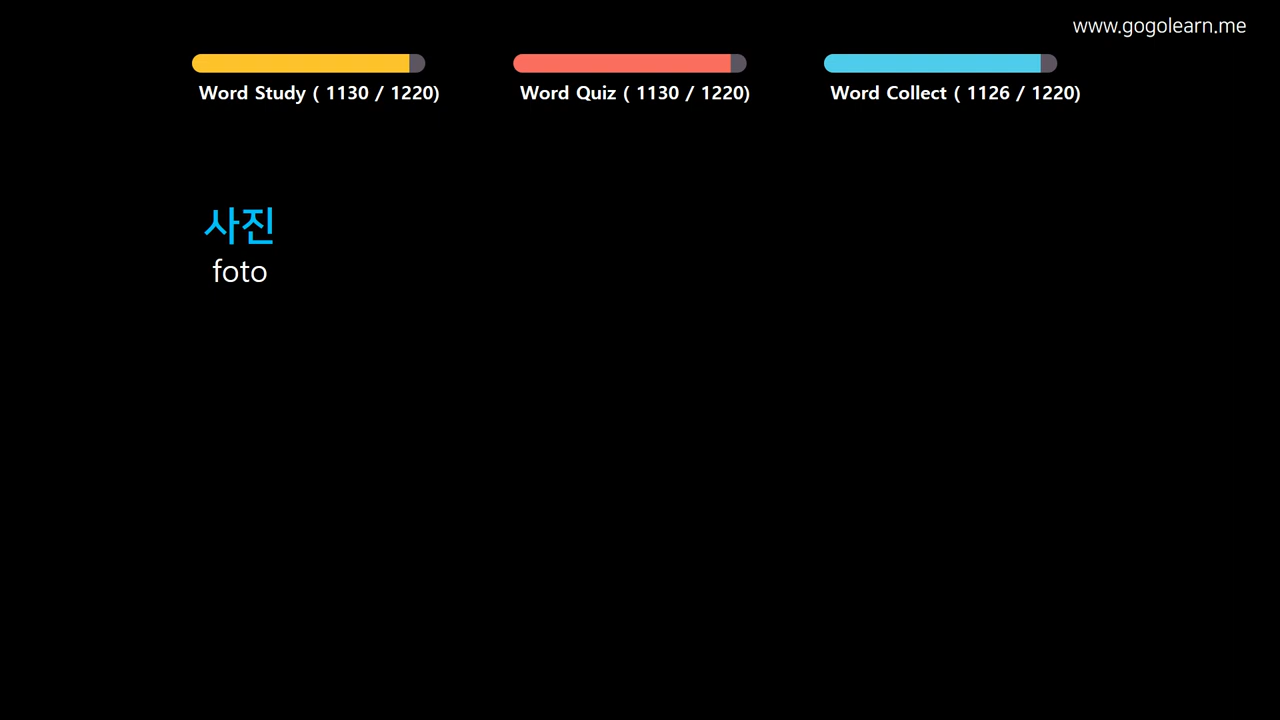 www.gogolearn.me
Word Study ( 1130 / 1220)
Word Quiz ( 1130 / 1220)
Word Collect ( 1126 / 1220)
사진
foto